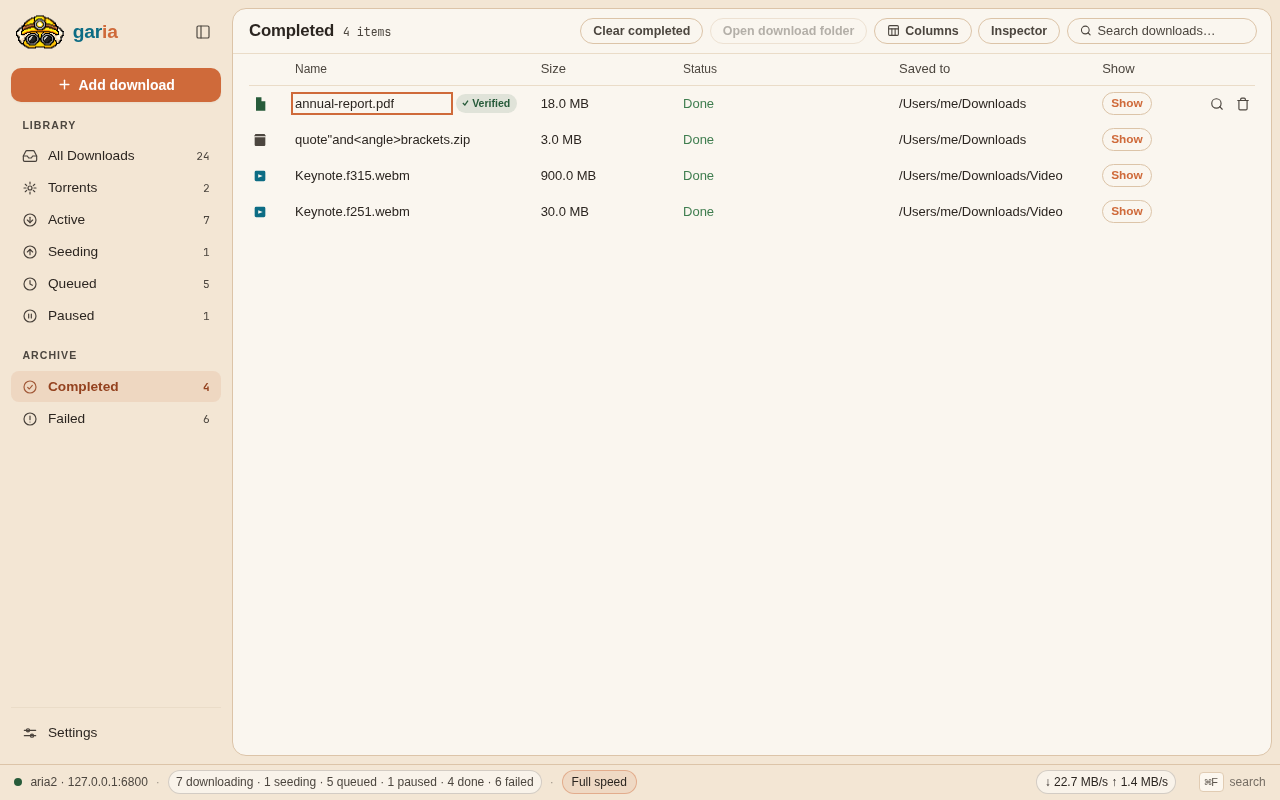 garia
Add download
LIBRARY
All Downloads 24
Torrents 2
Active 7
Seeding 1
Queued 5
Paused 1
ARCHIVE
Completed 4
Failed 6
Settings
Completed 4 items
Clear completed
Open download folder
Columns
Inspector
Search downloads…
Name Size Status Saved to Show
annual-report.pdf Verified 18.0 MB Done /Users/me/Downloads Show
quote"and<angle>brackets.zip 3.0 MB Done /Users/me/Downloads Show
Keynote.f315.webm 900.0 MB Done /Users/me/Downloads/Video Show
Keynote.f251.webm 30.0 MB Done /Users/me/Downloads/Video Show
aria2 · 127.0.0.1:6800 · 7 downloading · 1 seeding · 5 queued · 1 paused · 4 done · 6 failed · Full speed ↓ 22.7 MB/s ↑ 1.4 MB/s ⌘F search